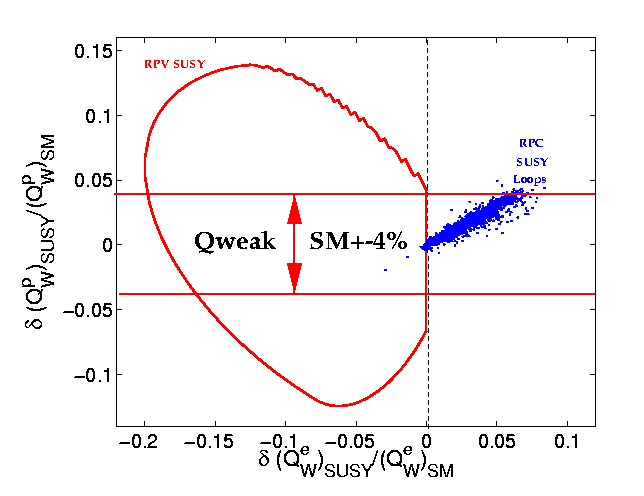 0.15
0.1
0.05
0
−0.05
−0.1
RPV SUSY
RPC
SUSY
Loops
Qweak SM+-4%
−0.2 −0.15 −0.1 −0.05 0 0.05 0.1
δ (Q^e_W)_SUSY/(Q^e_W)_SM
δ (Q^p_W)_SUSY/(Q^p_W)_SM